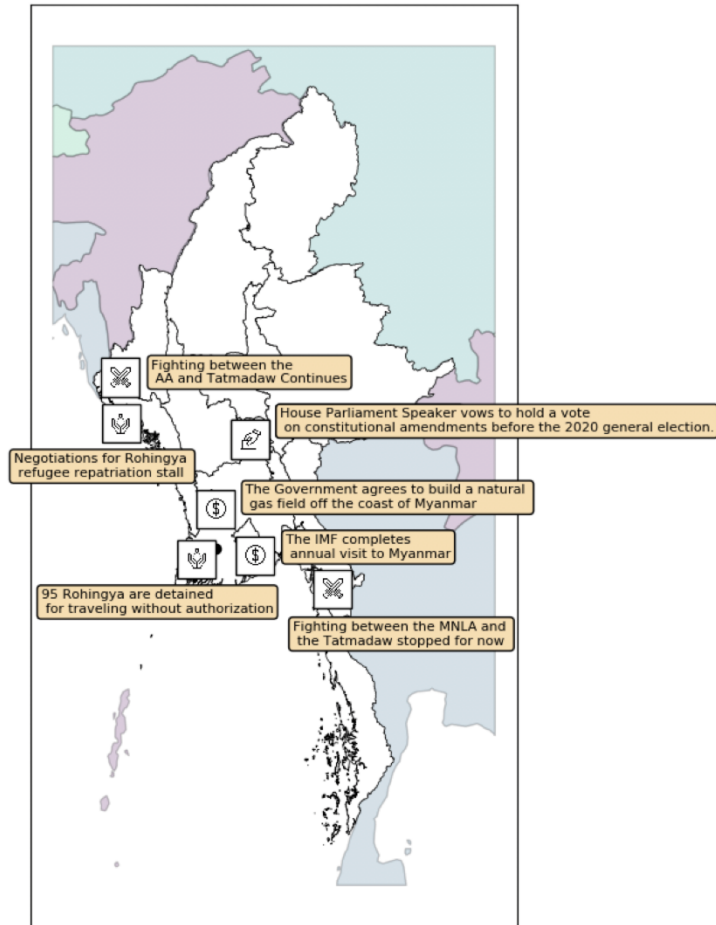 Fighting between the
AA and Tatmadaw Continues
House Parliament Speaker vows to hold a vote
on constitutional amendments before the 2020 general election.
Negotiations for Rohingya
refugee repatriation stall
The Government agrees to build a natural
gas field off the coast of Myanmar
The IMF completes
annual visit to Myanmar
95 Rohingya are detained
for traveling without authorization
Fighting between the MNLA and
the Tatmadaw stopped for now